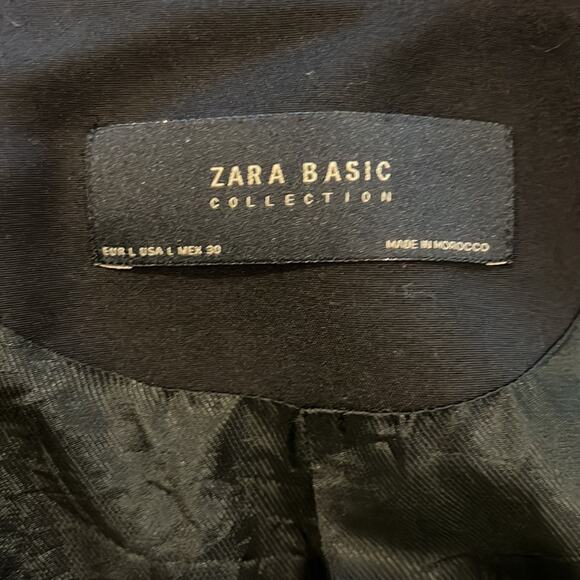 ZARA BASIC
COLLECTION
EUR L USA L MEX 30 MADE IN MOROCCO